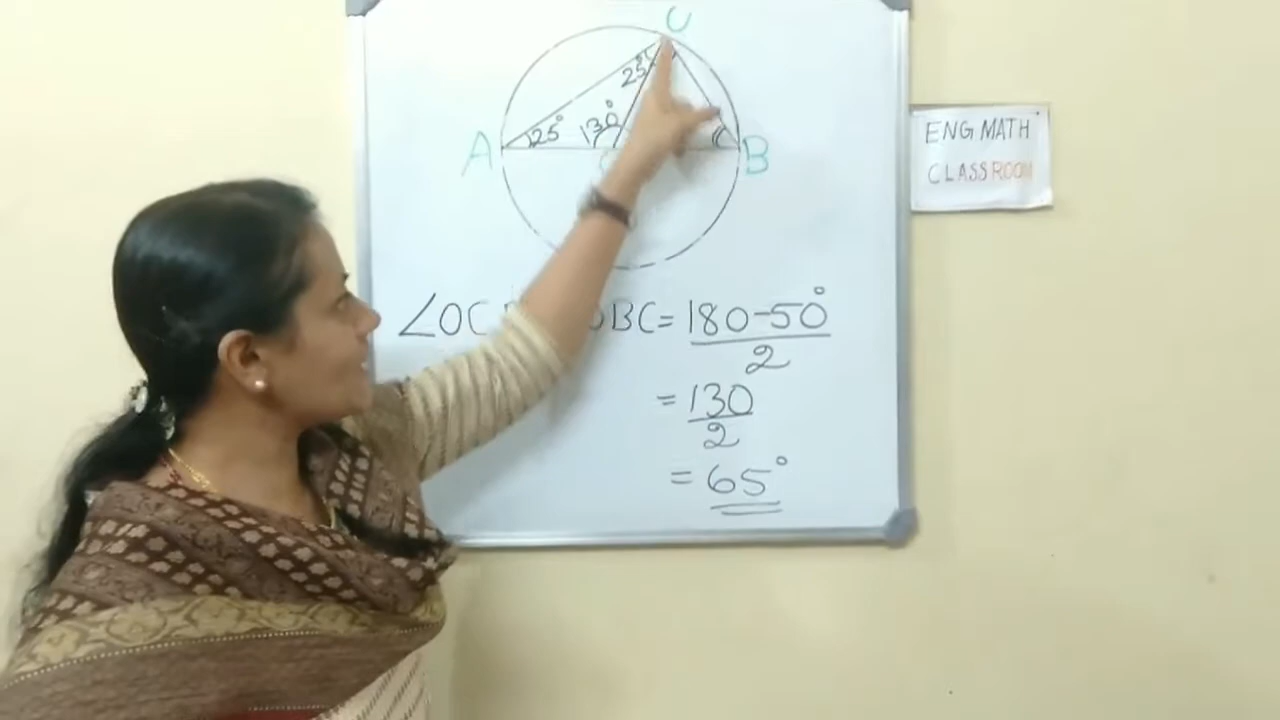 C
25°
130°
25°
A
B
∠OC BC = 180-50°
2
= 130
2
= 65°
ENG MATH
CLASSROOM